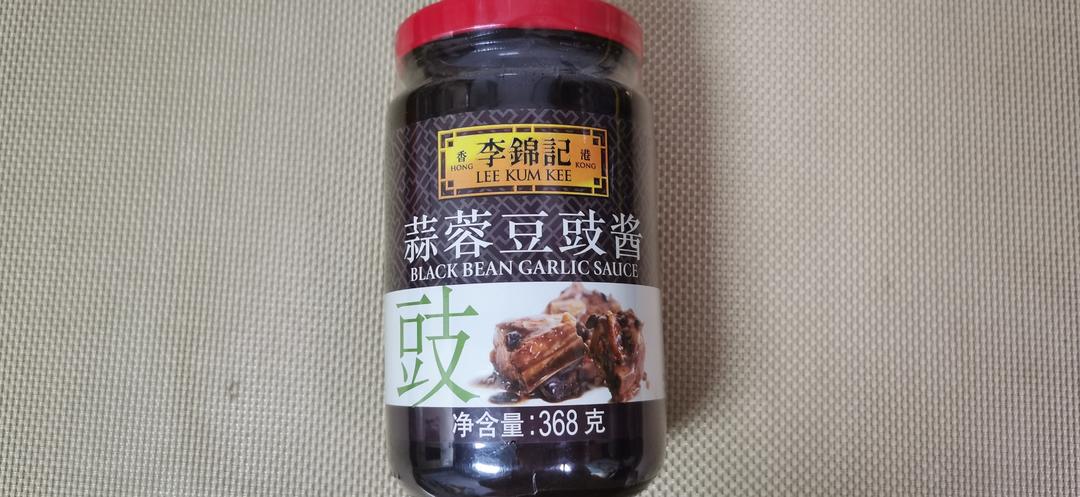 香 李錦記 港
HONG LEE KUM KEE KONG
蒜蓉豆豉酱
BLACK BEAN GARLIC SAUCE
豉
净含量:368克